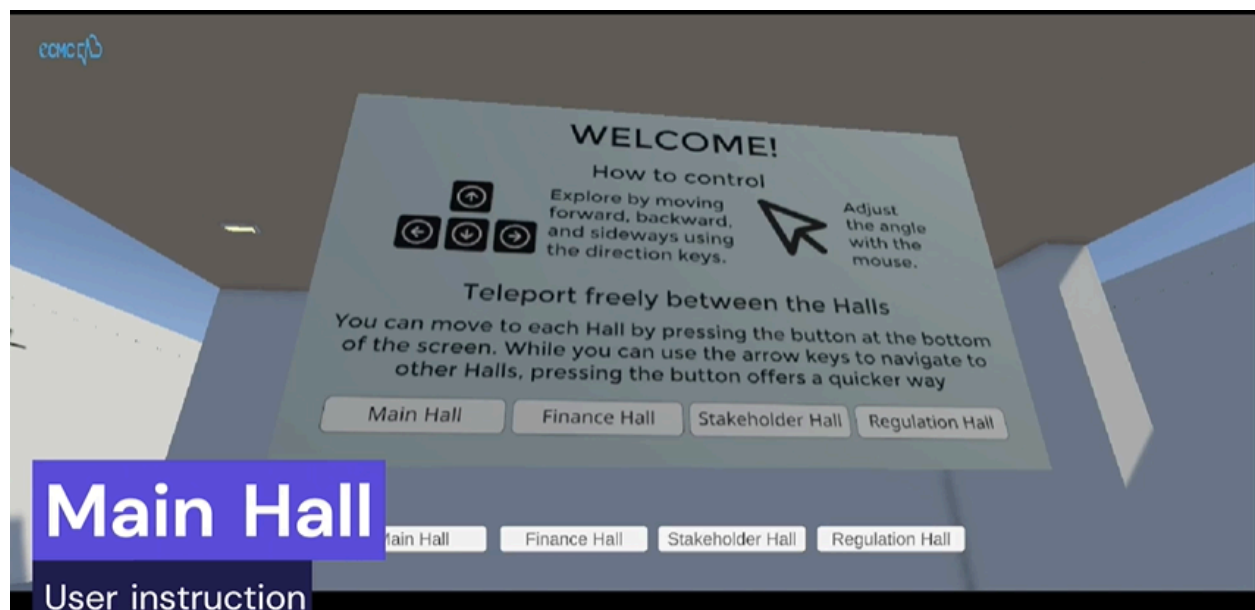 ecmc
WELCOME!
How to control
Explore by moving
forward, backward,
and sideways using
the direction keys.
Adjust
the angle
with the
mouse.
Teleport freely between the Halls
You can move to each Hall by pressing the button at the bottom
of the screen. While you can use the arrow keys to navigate to
other Halls, pressing the button offers a quicker way
Main Hall Finance Hall Stakeholder Hall Regulation Hall
Main Hall
User instruction
Main Hall Finance Hall Stakeholder Hall Regulation Hall